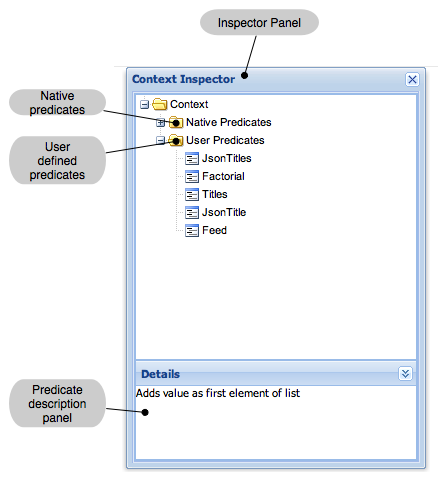 Inspector Panel
Context Inspector
Context
Native
predicates
Native Predicates
User
defined
predicates
User Predicates
JsonTitles
Factorial
Titles
JsonTitle
Feed
Details
Adds value as first element of list
Predicate
description
panel